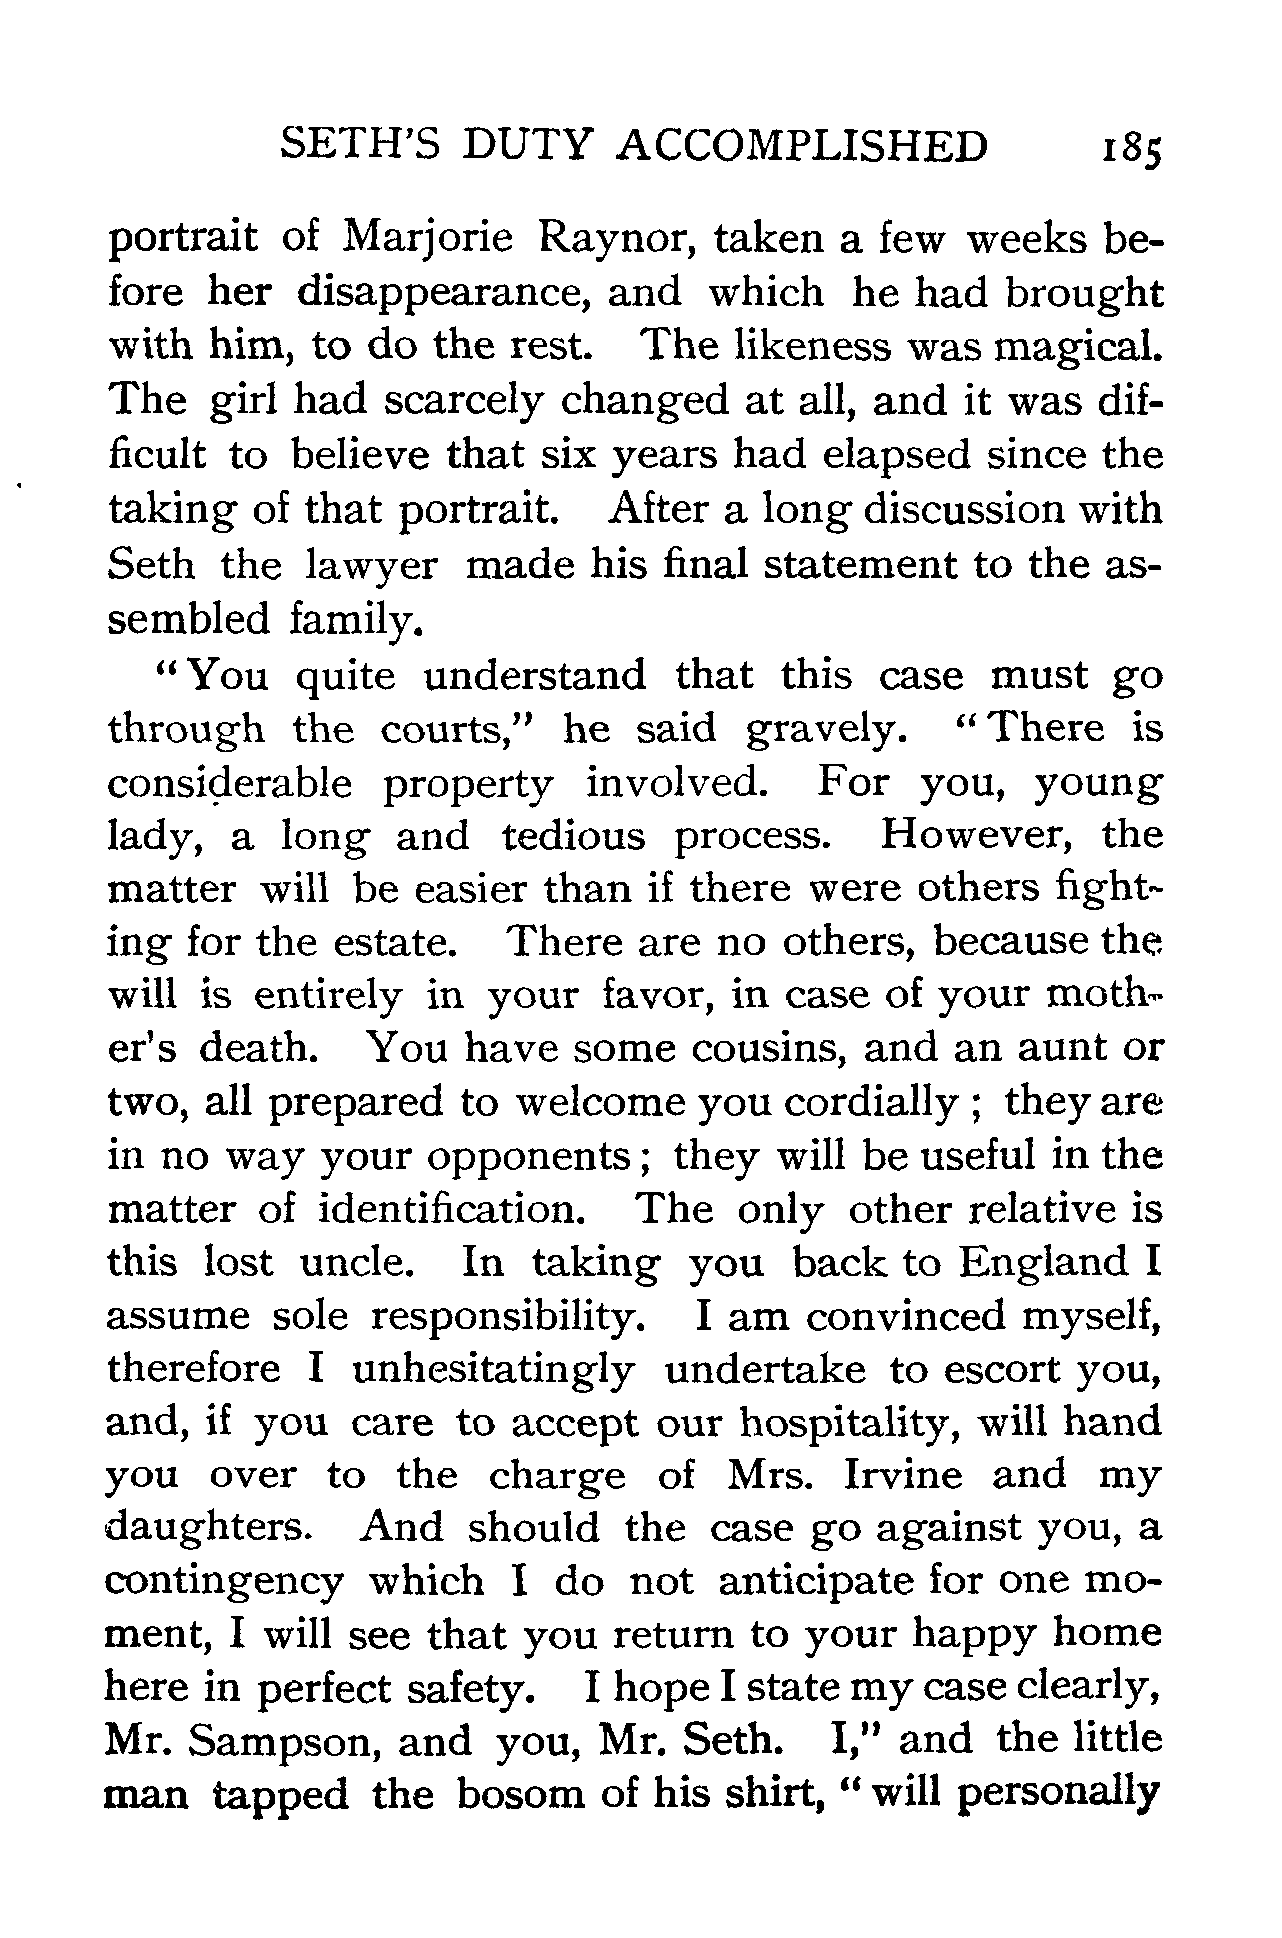 SETH'S DUTY ACCOMPLISHED 185
portrait of Marjorie Raynor, taken a few weeks be-
fore her disappearance, and which he had brought
with him, to do the rest. The likeness was magical.
The girl had scarcely changed at all, and it was dif-
ficult to believe that six years had elapsed since the
taking of that portrait. After a long discussion with
Seth the lawyer made his final statement to the as-
sembled family.
"You quite understand that this case must go
through the courts," he said gravely. "There is
considerable property involved. For you, young
lady, a long and tedious process. However, the
matter will be easier than if there were others fight-
ing for the estate. There are no others, because the
will is entirely in your favor, in case of your moth-
er's death. You have some cousins, and an aunt or
two, all prepared to welcome you cordially; they are
in no way your opponents; they will be useful in the
matter of identification. The only other relative is
this lost uncle. In taking you back to England I
assume sole responsibility. I am convinced myself,
therefore I unhesitatingly undertake to escort you,
and, if you care to accept our hospitality, will hand
you over to the charge of Mrs. Irvine and my
daughters. And should the case go against you, a
contingency which I do not anticipate for one mo-
ment, I will see that you return to your happy home
here in perfect safety. I hope I state my case clearly,
Mr. Sampson, and you, Mr. Seth. I," and the little
man tapped the bosom of his shirt, "will personally